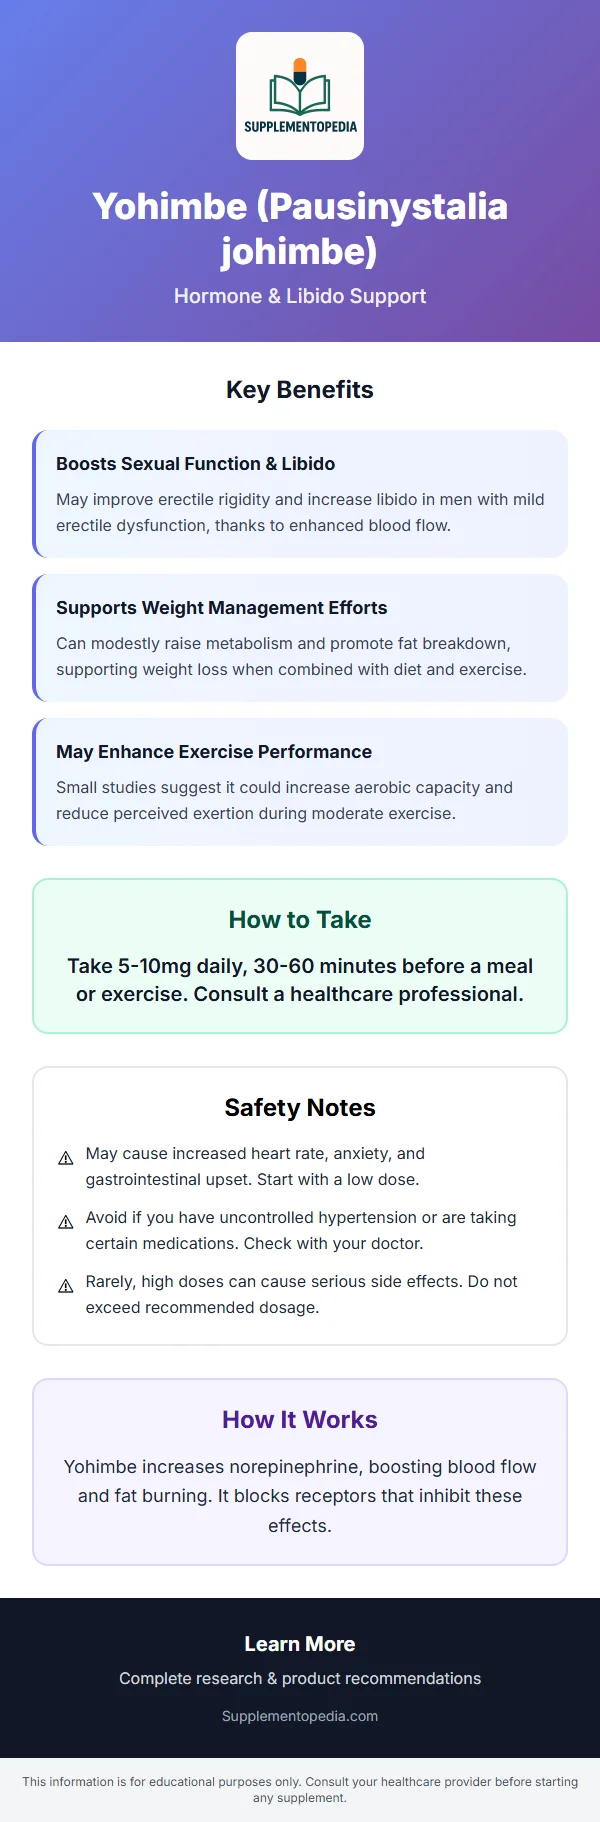 SUPPLEMENTOPEDIA
Yohimbe (Pausinystalia
johimbe)
Hormone & Libido Support
Key Benefits
Boosts Sexual Function & Libido
May improve erectile rigidity and increase libido in men with mild
erectile dysfunction, thanks to enhanced blood flow.
Supports Weight Management Efforts
Can modestly raise metabolism and promote fat breakdown,
supporting weight loss when combined with diet and exercise.
May Enhance Exercise Performance
Small studies suggest it could increase aerobic capacity and
reduce perceived exertion during moderate exercise.
How to Take
Take 5-10mg daily, 30-60 minutes before a meal
or exercise. Consult a healthcare professional.
Safety Notes
⚠ May cause increased heart rate, anxiety, and
gastrointestinal upset. Start with a low dose.
⚠ Avoid if you have uncontrolled hypertension or are taking
certain medications. Check with your doctor.
⚠ Rarely, high doses can cause serious side effects. Do not
exceed recommended dosage.
How It Works
Yohimbe increases norepinephrine, boosting blood flow
and fat burning. It blocks receptors that inhibit these
effects.
Learn More
Complete research & product recommendations
Supplementopedia.com
This information is for educational purposes only. Consult your healthcare provider before starting
any supplement.